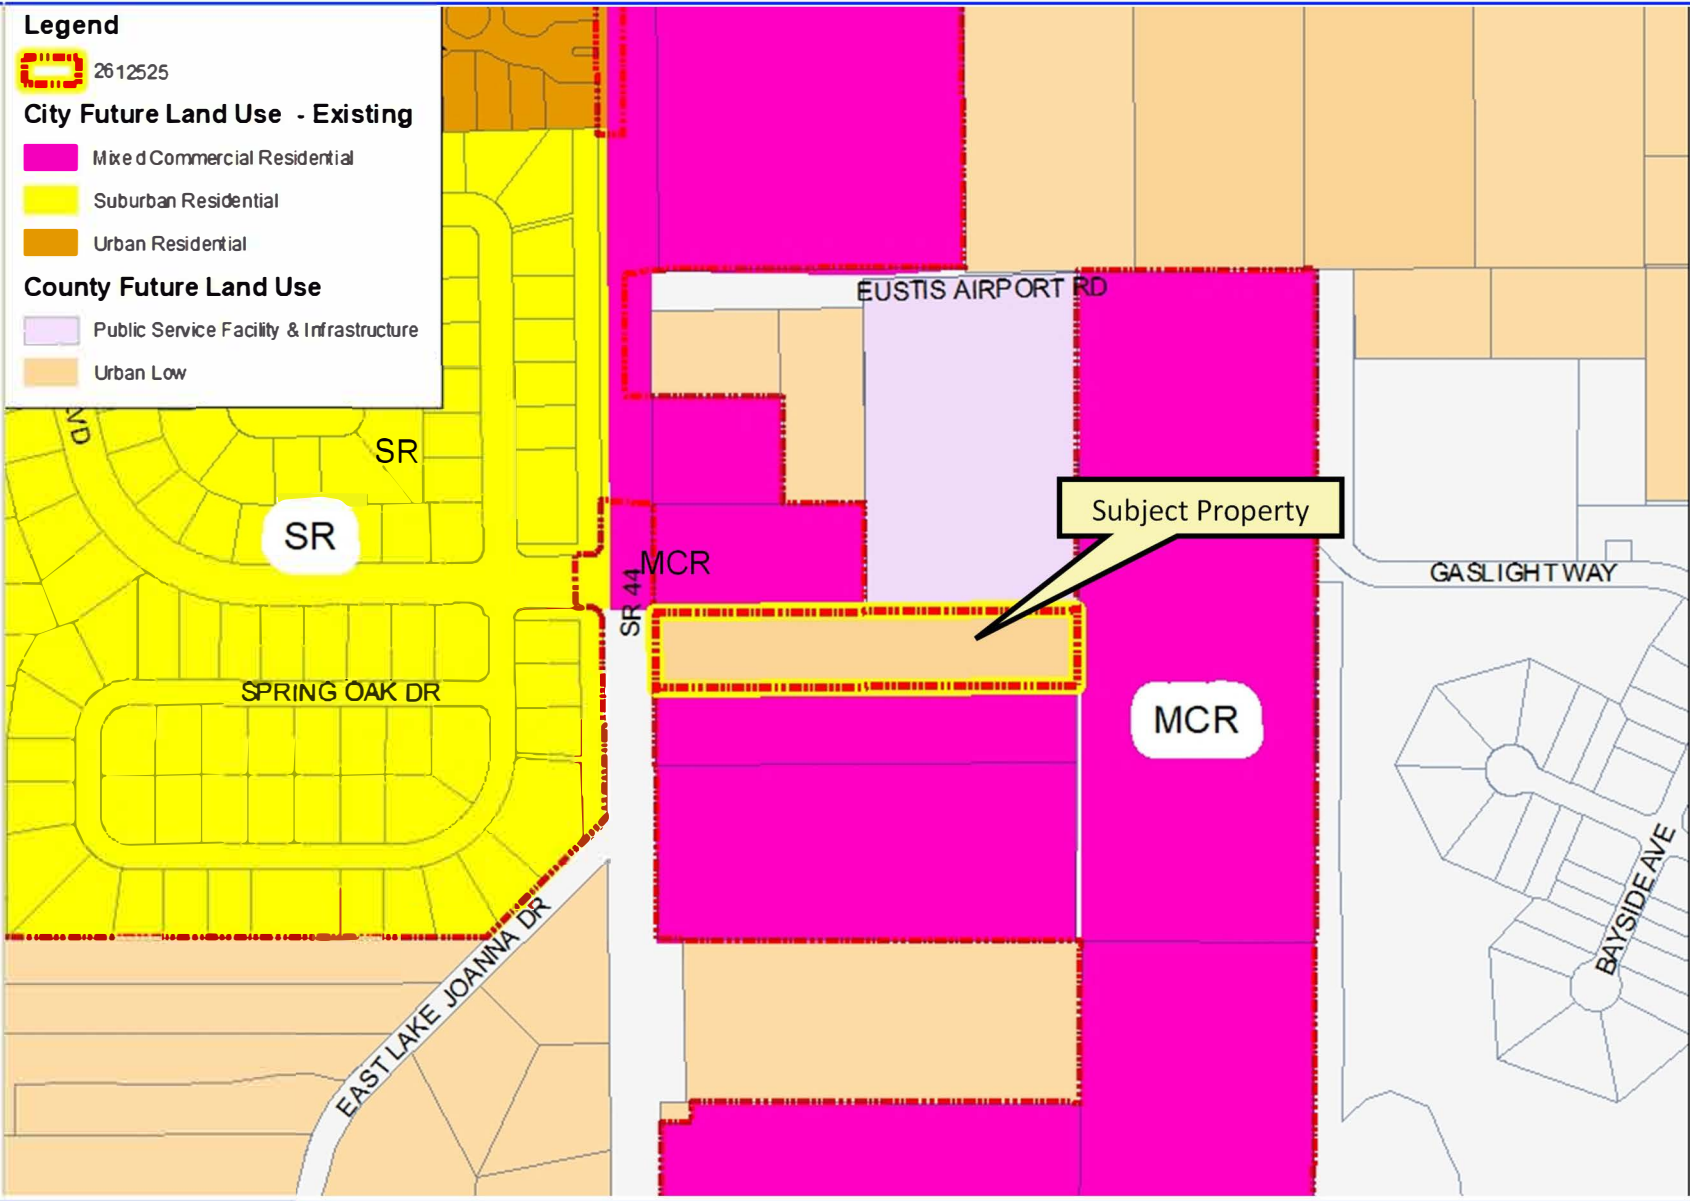 Legend
2612525
City Future Land Use - Existing
Mixed Commercial Residential
Suburban Residential
Urban Residential
County Future Land Use
Public Service Facility & Infrastructure
Urban Low
EUSTIS AIRPORT RD
VD
SR
SR
Subject Property
MCR
SR 44
GASLIGHT WAY
SPRING OAK DR
MCR
BAYSIDE AVE
EAST LAKE JOANNA DR